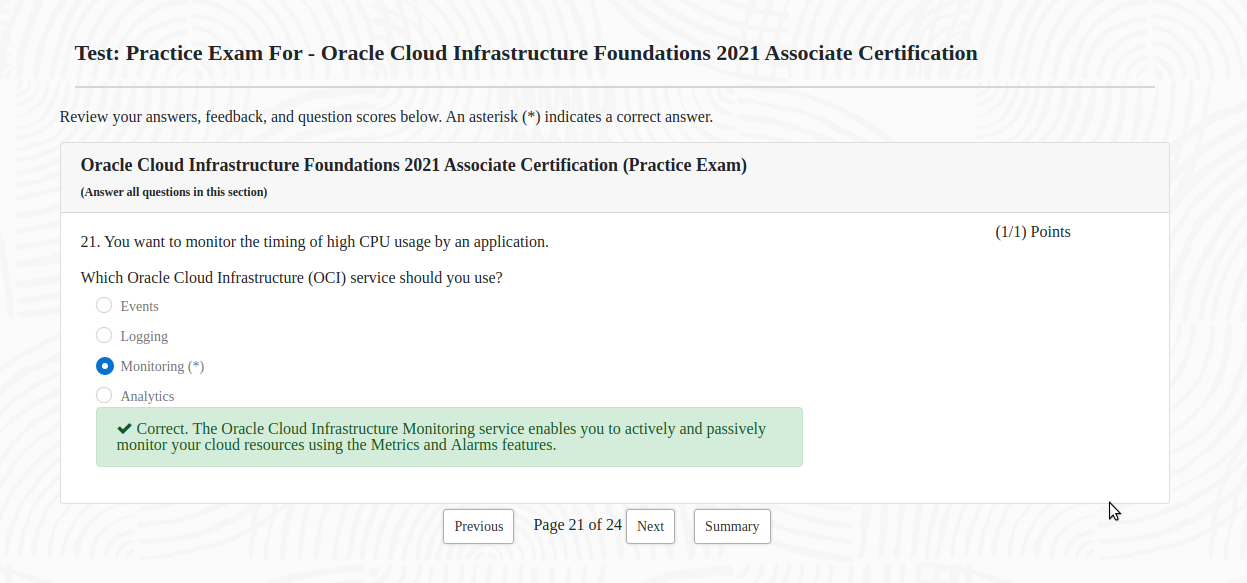 Test: Practice Exam For - Oracle Cloud Infrastructure Foundations 2021 Associate Certification
Review your answers, feedback, and question scores below. An asterisk (*) indicates a correct answer.
Oracle Cloud Infrastructure Foundations 2021 Associate Certification (Practice Exam)
(Answer all questions in this section)
21. You want to monitor the timing of high CPU usage by an application.
(1/1) Points
Which Oracle Cloud Infrastructure (OCI) service should you use?
Events
Logging
Monitoring (*)
Analytics
✔ Correct. The Oracle Cloud Infrastructure Monitoring service enables you to actively and passively
monitor your cloud resources using the Metrics and Alarms features.
Previous Page 21 of 24 Next Summary